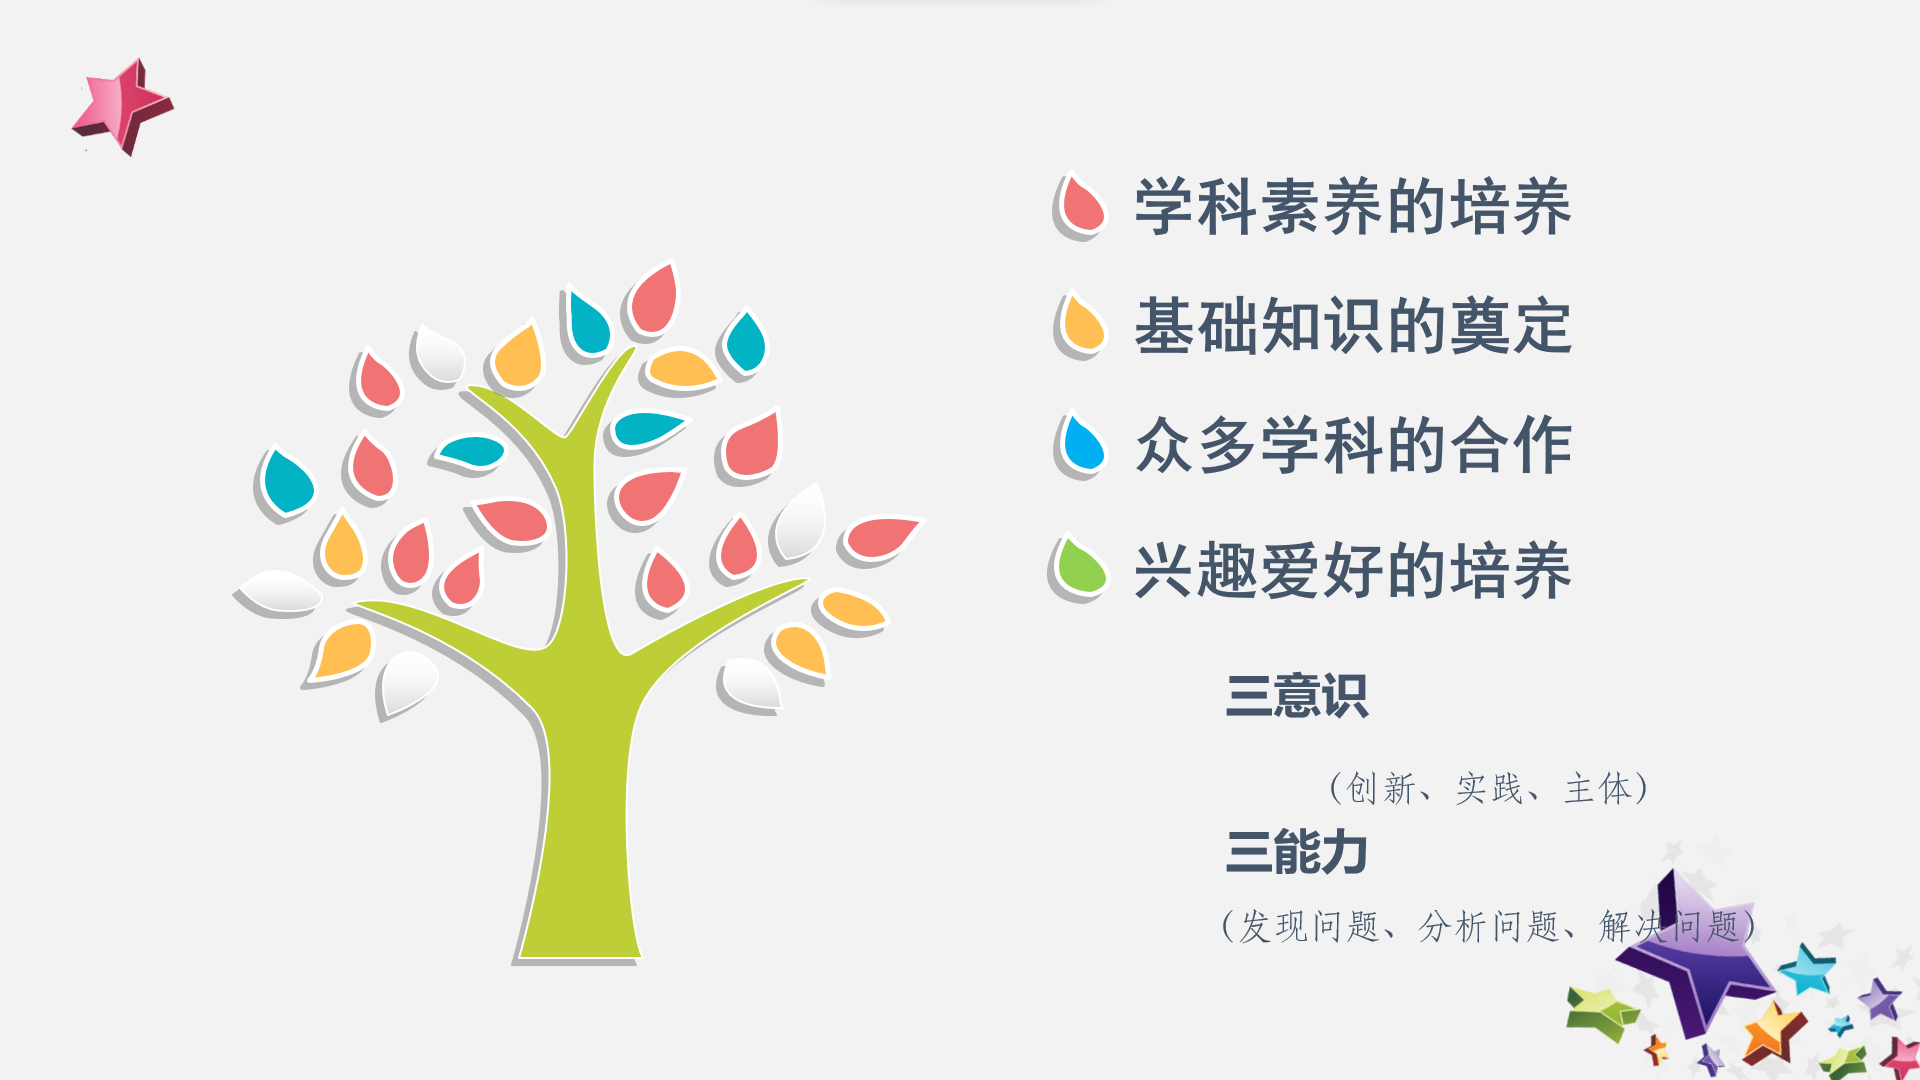 学科素养的培养
基础知识的奠定
众多学科的合作
兴趣爱好的培养
三意识
（创新、实践、主体）
三能力
（发现问题、分析问题、解决问题）